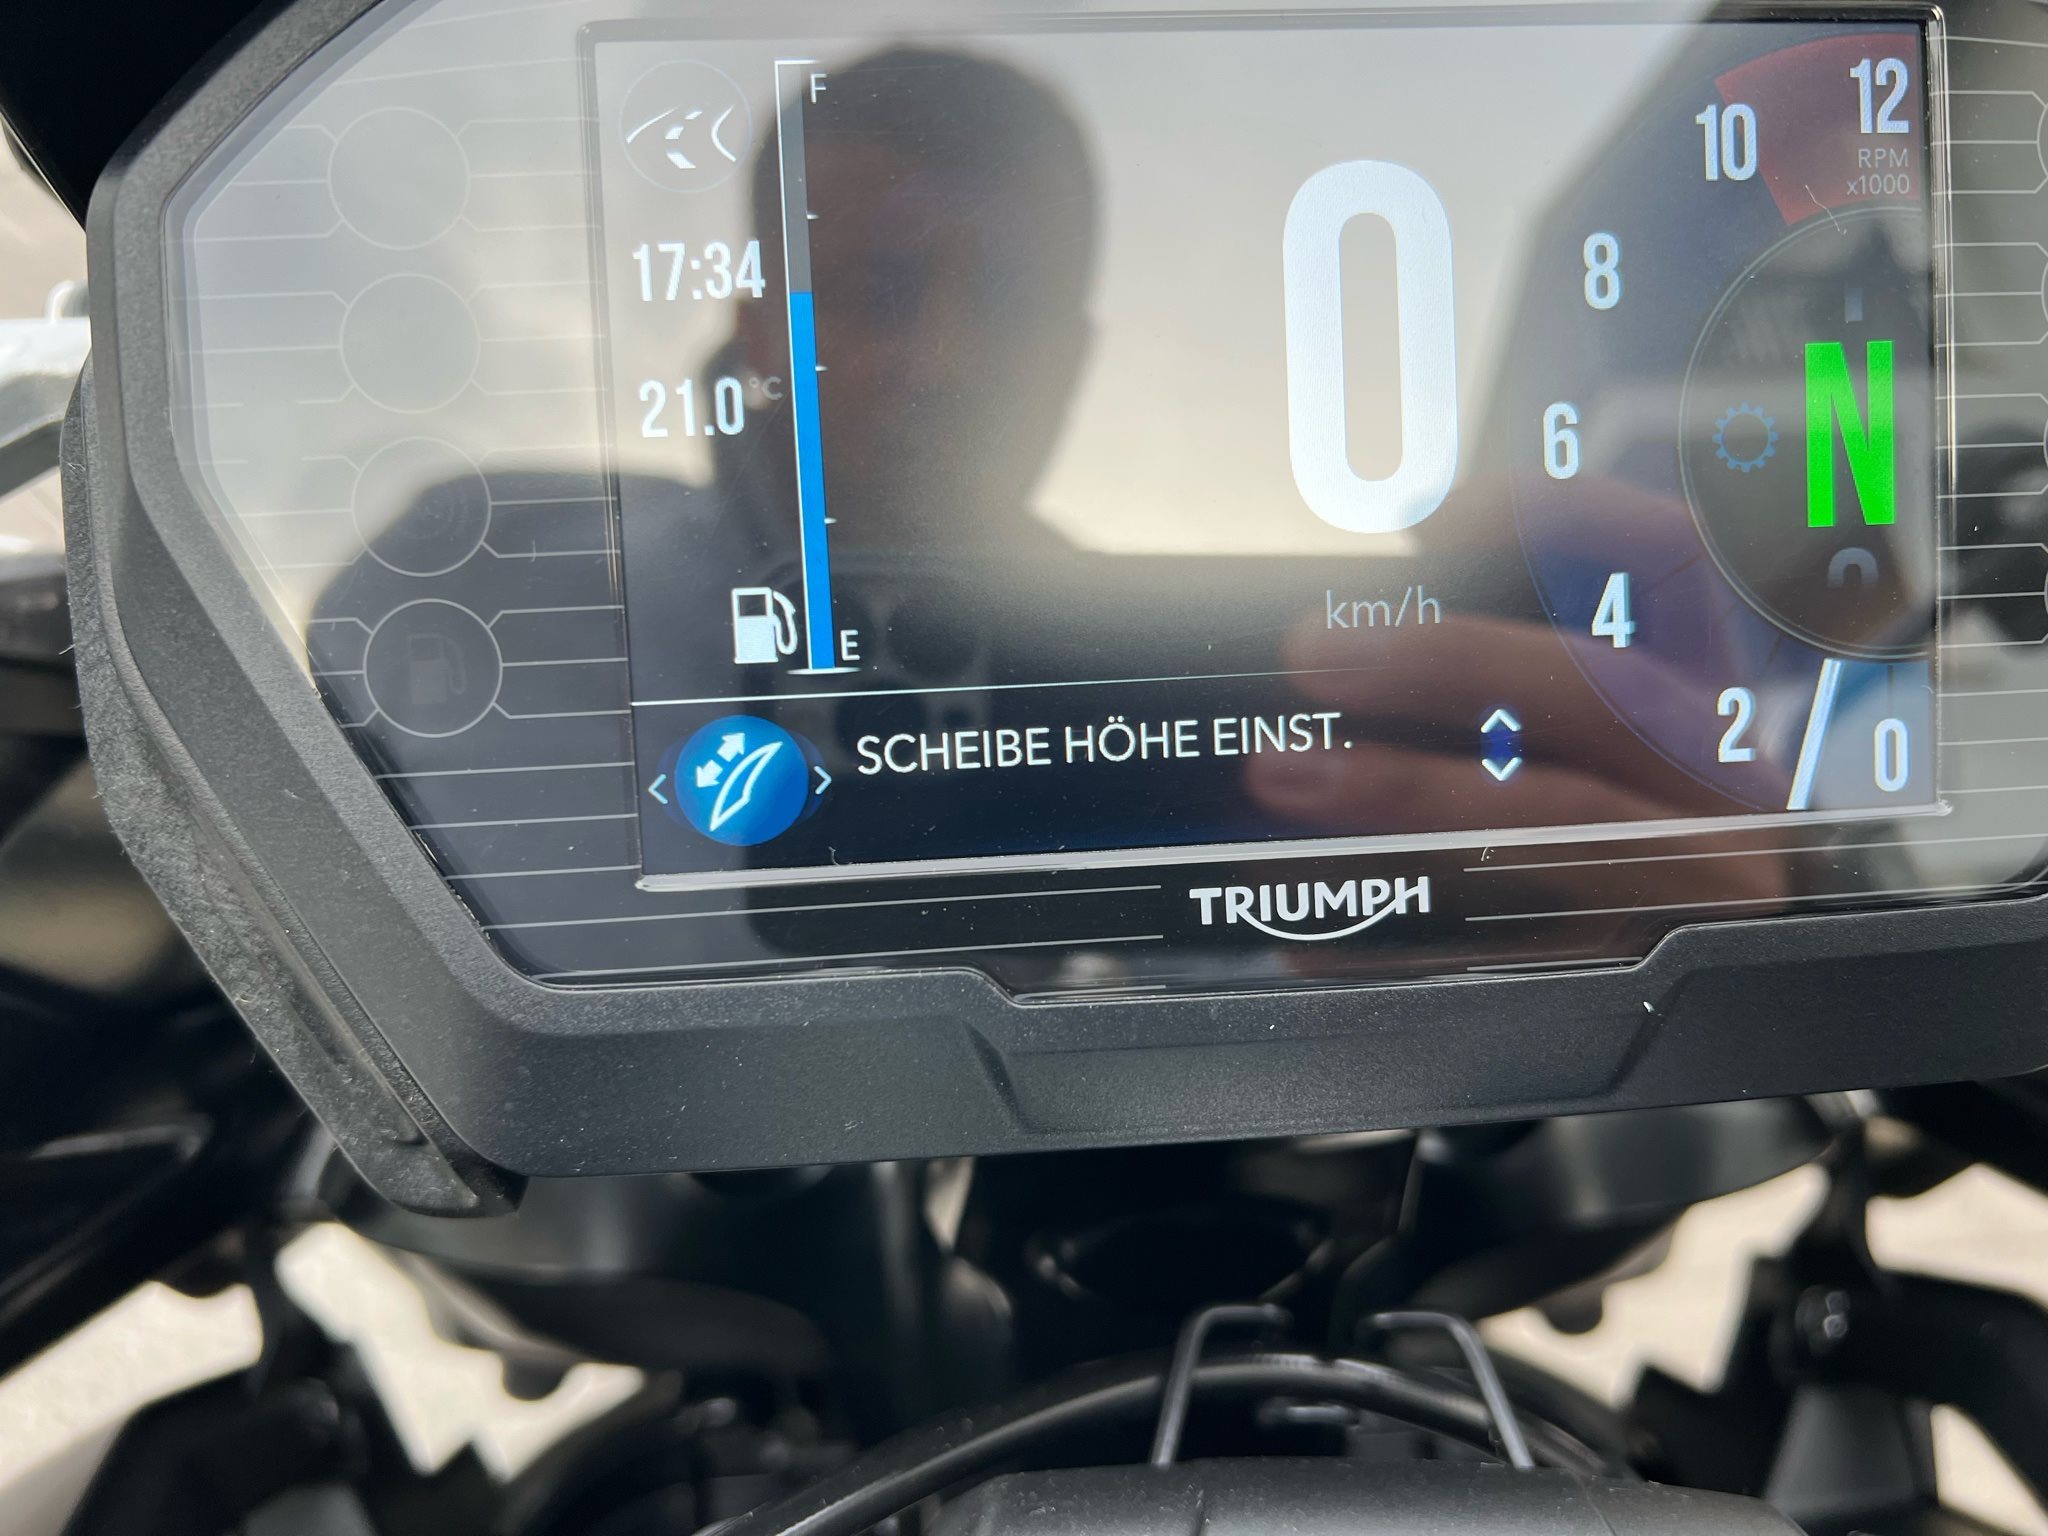 F
12
10
RPM
x1000
8
17:34
21.0 °C
6
N
4
km/h
E
2
0
0
SCHEIBE HÖHE EINST.
TRIUMPH